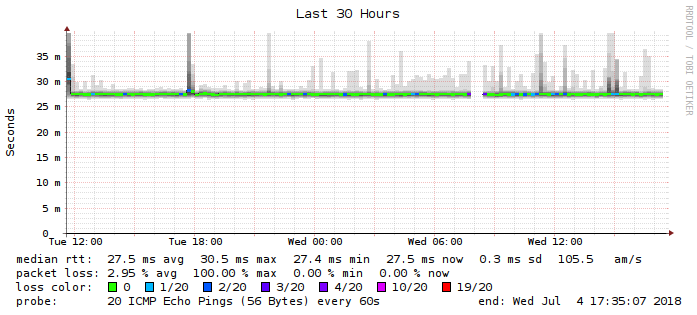 Last 30 Hours
RRDTOOL / TOBI OETIKER
Seconds
35 m
30 m
25 m
20 m
15 m
10 m
5 m
0
Tue 12:00 Tue 18:00 Wed 00:00 Wed 06:00 Wed 12:00
median rtt: 27.5 ms avg 30.5 ms max 27.4 ms min 27.5 ms now 0.3 ms sd 105.5 am/s
packet loss: 2.95 % avg 100.00 % max 0.00 % min 0.00 % now
loss color: 0 1/20 2/20 3/20 4/20 10/20 19/20
probe: 20 ICMP Echo Pings (56 Bytes) every 60s end: Wed Jul 4 17:35:07 2018